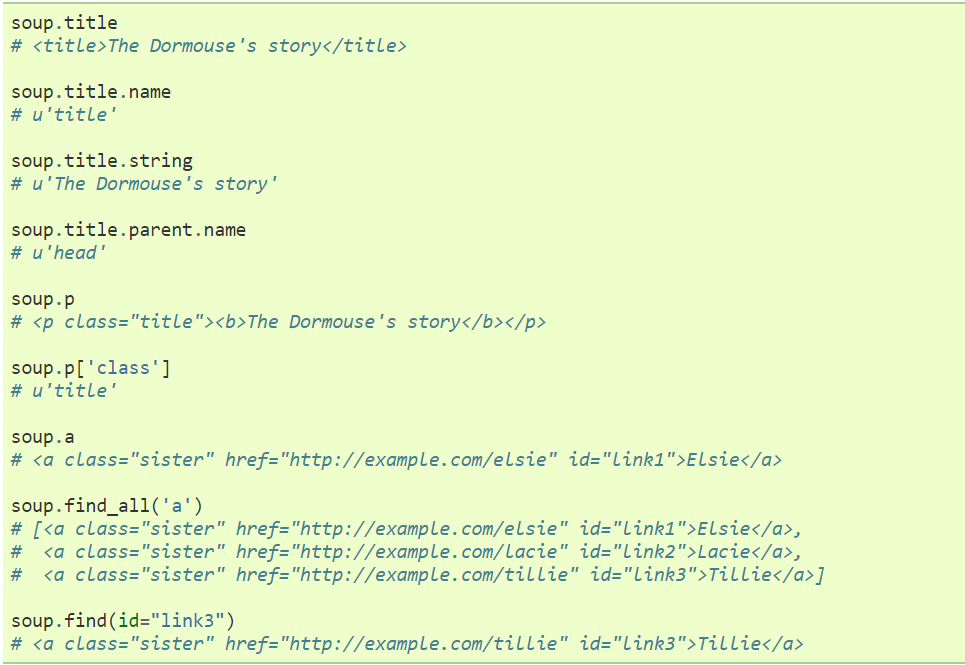 soup.title
# <title>The Dormouse's story</title>
soup.title.name
# u'title'
soup.title.string
# u'The Dormouse's story'
soup.title.parent.name
# u'head'
soup.p
# <p class="title"><b>The Dormouse's story</b></p>
soup.p['class']
# u'title'
soup.a
# <a class="sister" href="http://example.com/elsie" id="link1">Elsie</a>
soup.find_all('a')
# [<a class="sister" href="http://example.com/elsie" id="link1">Elsie</a>,
#  <a class="sister" href="http://example.com/lacie" id="link2">Lacie</a>,
#  <a class="sister" href="http://example.com/tillie" id="link3">Tillie</a>]
soup.find(id="link3")
# <a class="sister" href="http://example.com/tillie" id="link3">Tillie</a>